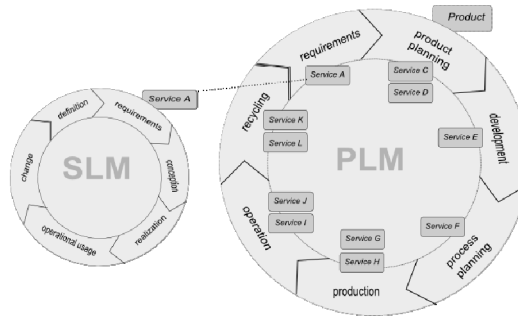 Product
requirements
product
planning
development
process
planning
production
operation
recycling
Service A
Service C
Service D
Service E
Service F
Service G
Service H
Service J
Service I
Service K
Service L
PLM
Service A
definition
requirements
conception
realization
operational usage
change
SLM